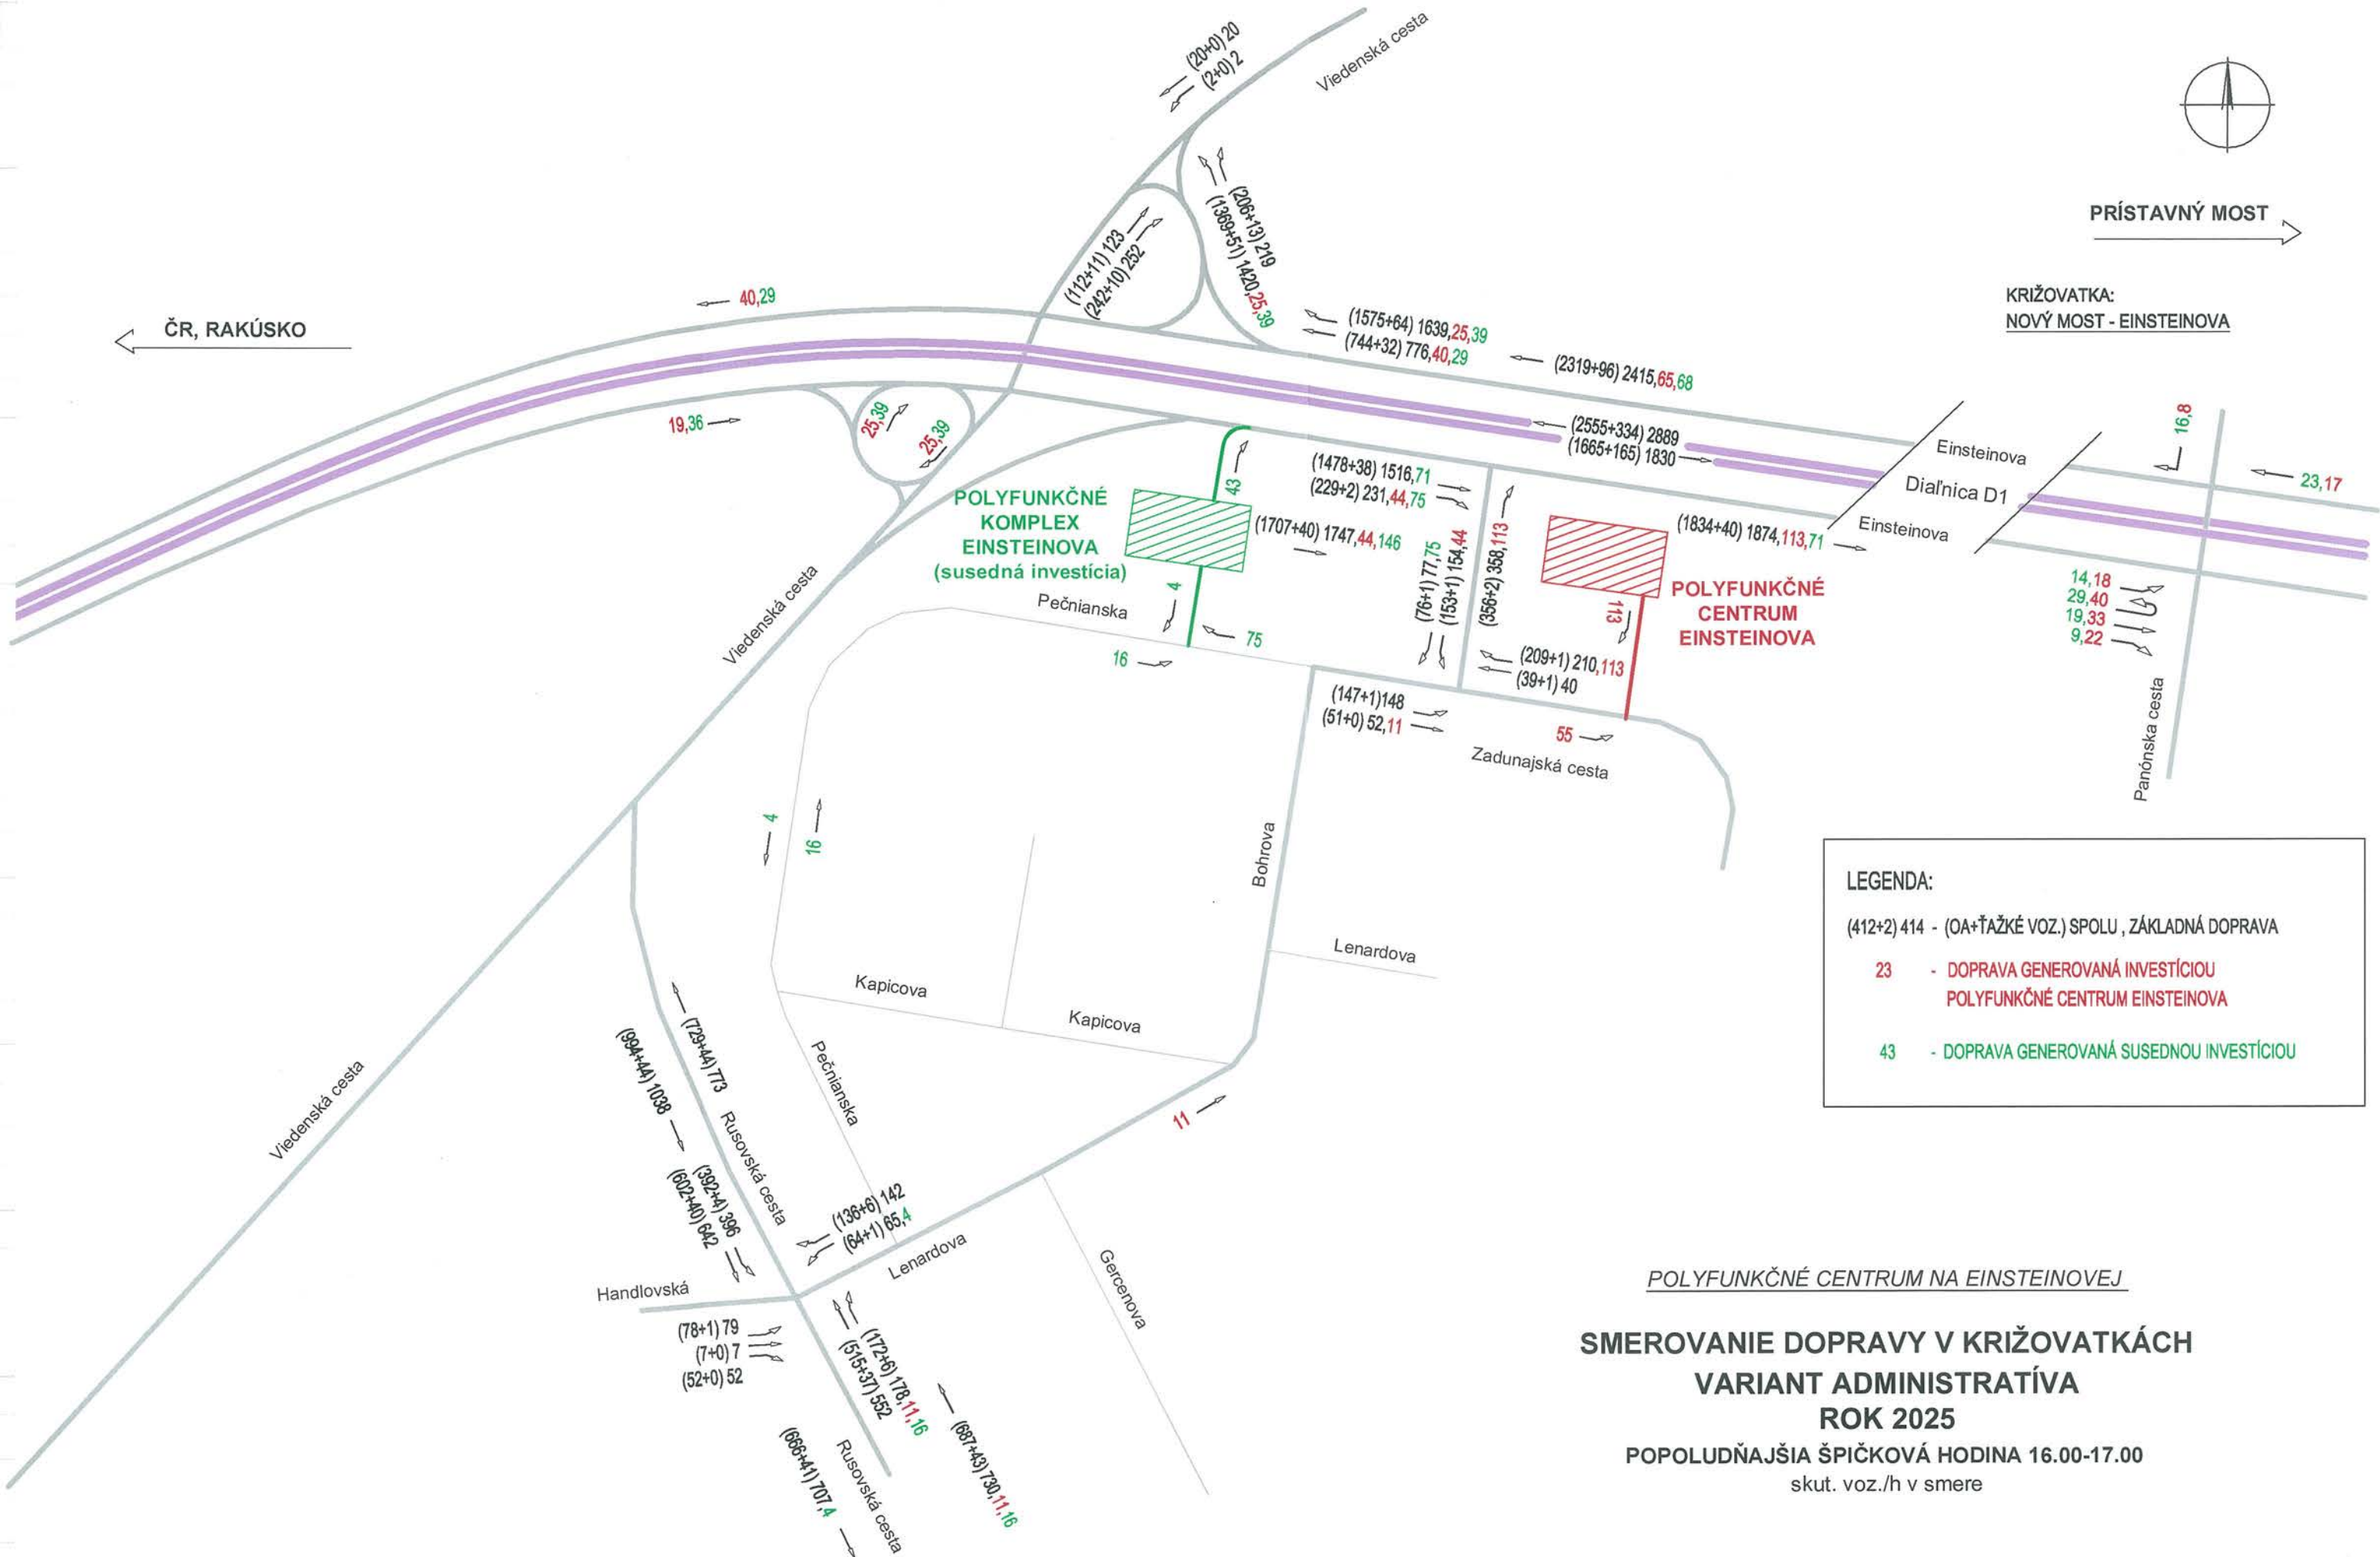 (20+0) 20
(2+0) 2
Viedenská cesta
PRÍSTAVNÝ MOST
KRIŽOVATKA:
NOVÝ MOST - EINSTEINOVA
(206+13) 219
(1369+51) 1420,25,39
(112+11) 123
(242+10) 252
40,29
ČR, RAKÚSKO
(1575+64) 1639,25,39
(744+32) 776,40,29
(2319+96) 2415,65,68
(2555+334) 2889
(1665+165) 1830
19,36
25,39
25,39
Einsteinova
Diaľnica D1
Einsteinova
16,8
23,17
POLYFUNKČNÉ
KOMPLEX
EINSTEINOVA
(susedná investícia)
43
(1478+38) 1516,71
(229+2) 231,44,75
(1707+40) 1747,44,146
(76+1) 77,75
(153+1) 154,44
(356+2) 358,113
(1834+40) 1874,113,71
POLYFUNKČNÉ
CENTRUM
EINSTEINOVA
113
14,18
29,40
19,33
9,22
Viedenská cesta
Pečnianska
4
75
16
(209+1) 210,113
(39+1) 40
(147+1)148
(51+0) 52,11
55
Zadunajská cesta
Panónska cesta
4
16
Bohrova
Lenardova
Kapicova
Kapicova
Pečnianska
LEGENDA:
(412+2) 414 - (OA+ŤAŽKÉ VOZ.) SPOLU , ZÁKLADNÁ DOPRAVA
23 - DOPRAVA GENEROVANÁ INVESTÍCIOU
POLYFUNKČNÉ CENTRUM EINSTEINOVA
43 - DOPRAVA GENEROVANÁ SUSEDNOU INVESTÍCIOU
Viedenská cesta
(729+44) 773
(994+44) 1038
Rusovská cesta
(392+4) 396
(602+40) 642
11
(136+6) 142
(64+1) 65,4
Lenardova
Gercenova
Handlovská
(78+1) 79
(7+0) 7
(52+0) 52
(172+6) 178,11,16
(515+37) 552
(687+43) 730,11,16
(666+41) 707,4
Rusovská cesta
POLYFUNKČNÉ CENTRUM NA EINSTEINOVEJ
SMEROVANIE DOPRAVY V KRIŽOVATKÁCH
VARIANT ADMINISTRATÍVA
ROK 2025
POPOLUDŇAJŠIA ŠPIČKOVÁ HODINA 16.00-17.00
skut. voz./h v smere